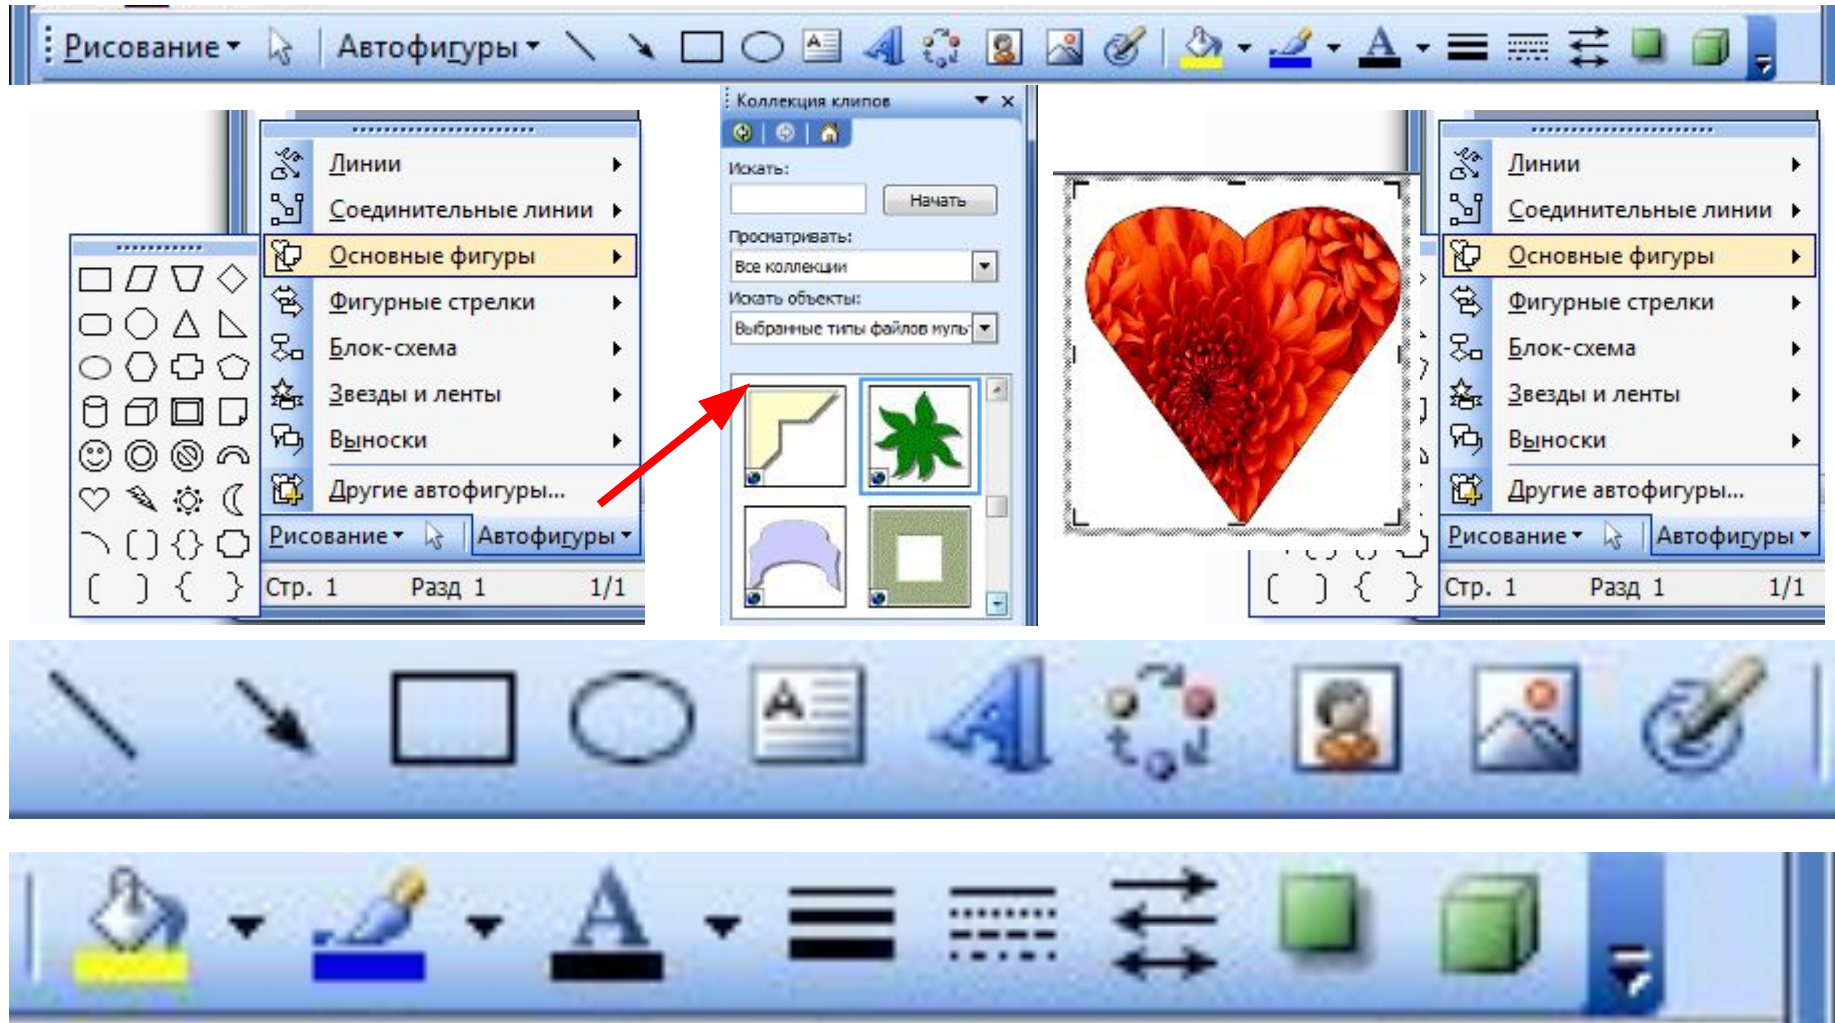 Рисование Автофигуры A A A
Линии
Соединительные линии
Основные фигуры
Фигурные стрелки
Блок-схема
Звезды и ленты
Выноски
Другие автофигуры...
Рисование Автофигуры
Стр. 1 Разд 1 1/1
Коллекция клипов
Искать:
Начать
Просматривать:
Все коллекции
Искать объекты:
Выбранные типы файлов муль
Линии
Соединительные линии
Основные фигуры
Фигурные стрелки
Блок-схема
Звезды и ленты
Выноски
Другие автофигуры...
Рисование Автофигуры
Стр. 1 Разд 1 1/1
A A
A